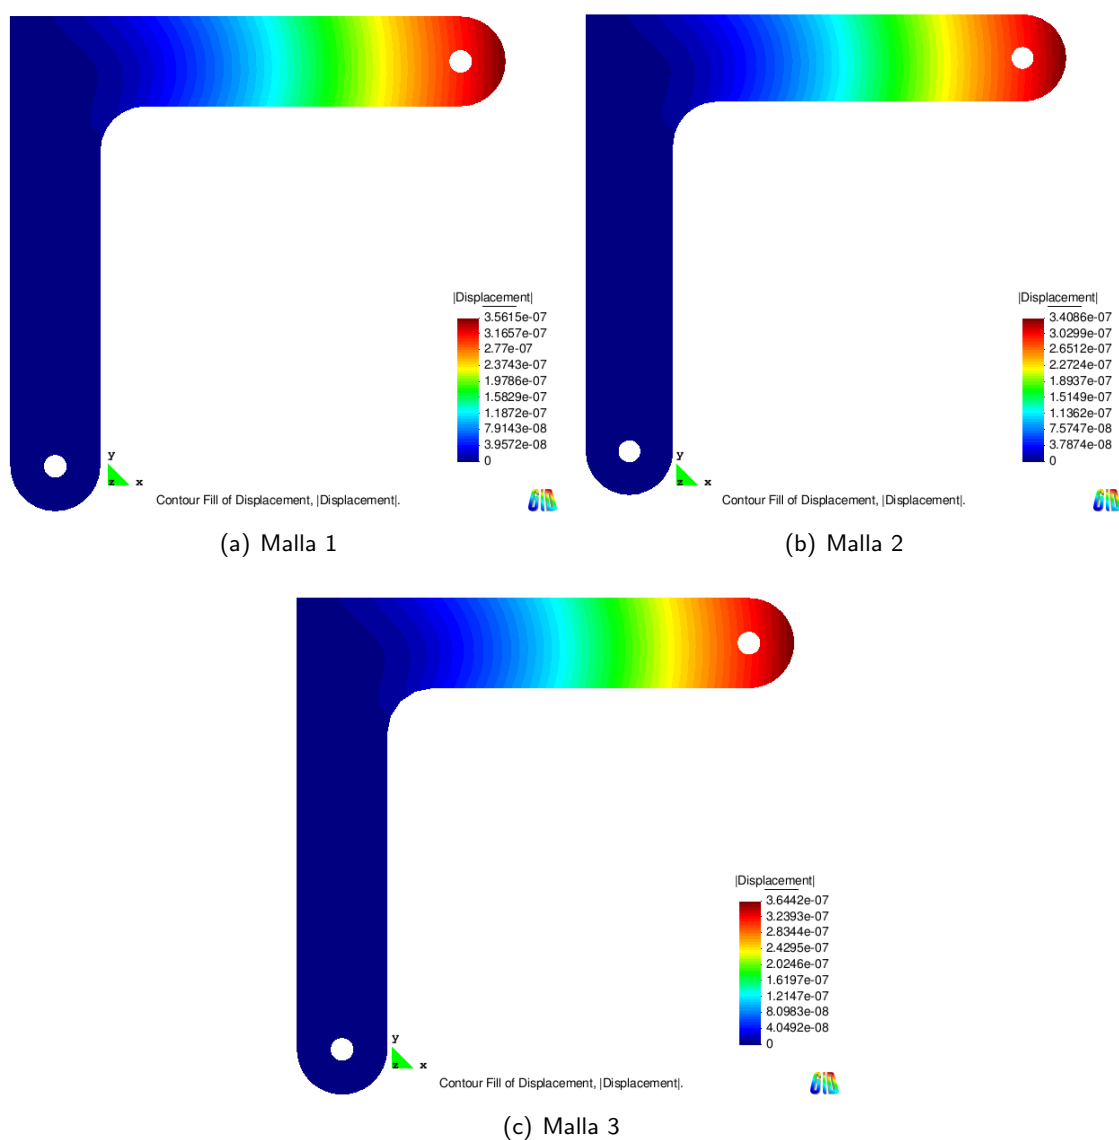 |Displacement|
3.5615e-07
3.1657e-07
2.77e-07
2.3743e-07
1.9786e-07
1.5829e-07
1.1872e-07
7.9143e-08
3.9572e-08
0
y
z x
Contour Fill of Displacement, |Displacement|.
GiD
(a) Malla 1
|Displacement|
3.4086e-07
3.0299e-07
2.6512e-07
2.2724e-07
1.8937e-07
1.5149e-07
1.1362e-07
7.5747e-08
3.7874e-08
0
y
z x
Contour Fill of Displacement, |Displacement|.
GiD
(b) Malla 2
|Displacement|
3.6442e-07
3.2393e-07
2.8344e-07
2.4295e-07
2.0246e-07
1.6197e-07
1.2147e-07
8.0983e-08
4.0492e-08
0
y
z x
Contour Fill of Displacement, |Displacement|.
GiD
(c) Malla 3